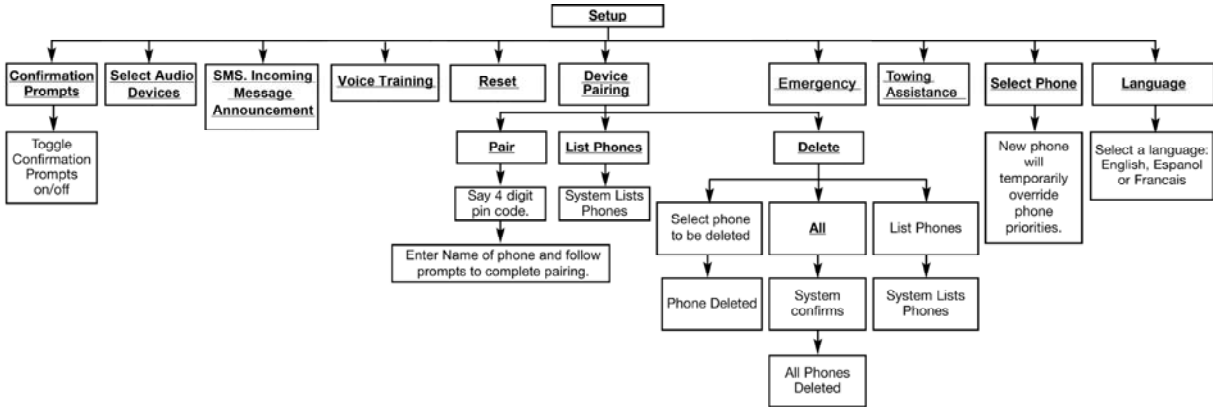 Setup
Confirmation
Prompts
Select Audio
Devices
SMS. Incoming
Message
Announcement
Voice Training
Reset
Device
Pairing
Emergency
Towing
Assistance
Select Phone
Language
Toggle
Confirmation
Prompts
on/off
Pair
List Phones
Delete
New phone
will
temporarily
override
phone
priorities.
Select a language:
English, Espanol
or Francais
Say 4 digit
pin code.
System Lists
Phones
Select phone
to be deleted
All
List Phones
Enter Name of phone and follow
prompts to complete pairing.
Phone Deleted
System
confirms
System Lists
Phones
All Phones
Deleted